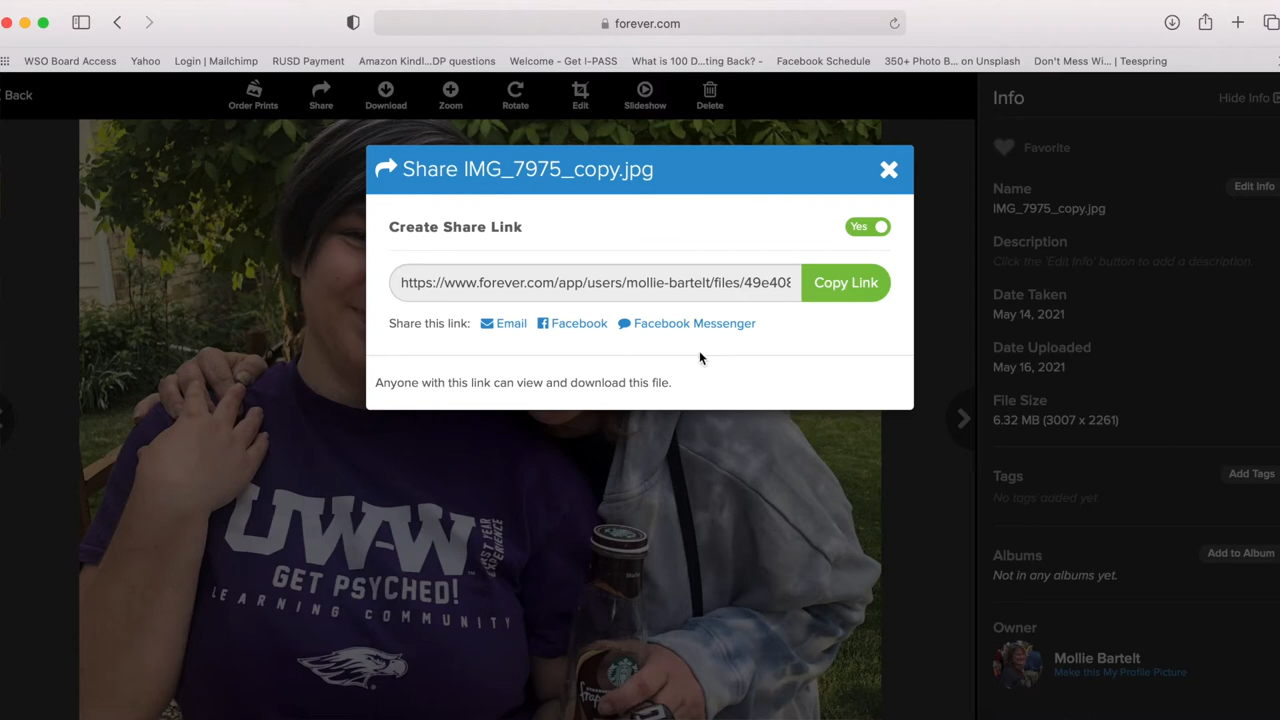 forever.com
WSO Board Access Yahoo Login | Mailchimp RUSD Payment Amazon Kindl...DP questions Welcome - Get I-PASS What is 100 D...ting Back? - Facebook Schedule 350+ Photo B... on Unsplash Don't Mess Wi... | Teespring
Back
Order Prints Share Download Zoom Rotate Edit Slideshow Delete
Info Hide Info
Share IMG_7975_copy.jpg
Create Share Link Yes
https://www.forever.com/app/users/mollie-bartelt/files/49e408 Copy Link
Share this link: Email Facebook Facebook Messenger
Anyone with this link can view and download this file.
Favorite
Name Edit Info
IMG_7975_copy.jpg
Description
Click the 'Edit Info' button to add a description.
Date Taken
May 14, 2021
Date Uploaded
May 16, 2021
File Size
6.32 MB (3007 x 2261)
Tags Add Tags
No tags added yet.
Albums Add to Album
Not in any albums yet.
Owner
Mollie Bartelt
Make this My Profile Picture
UW-W
FIRST YEAR
EXPERIENCE
GET PSYCHED!
LEARNING COMMUNITY